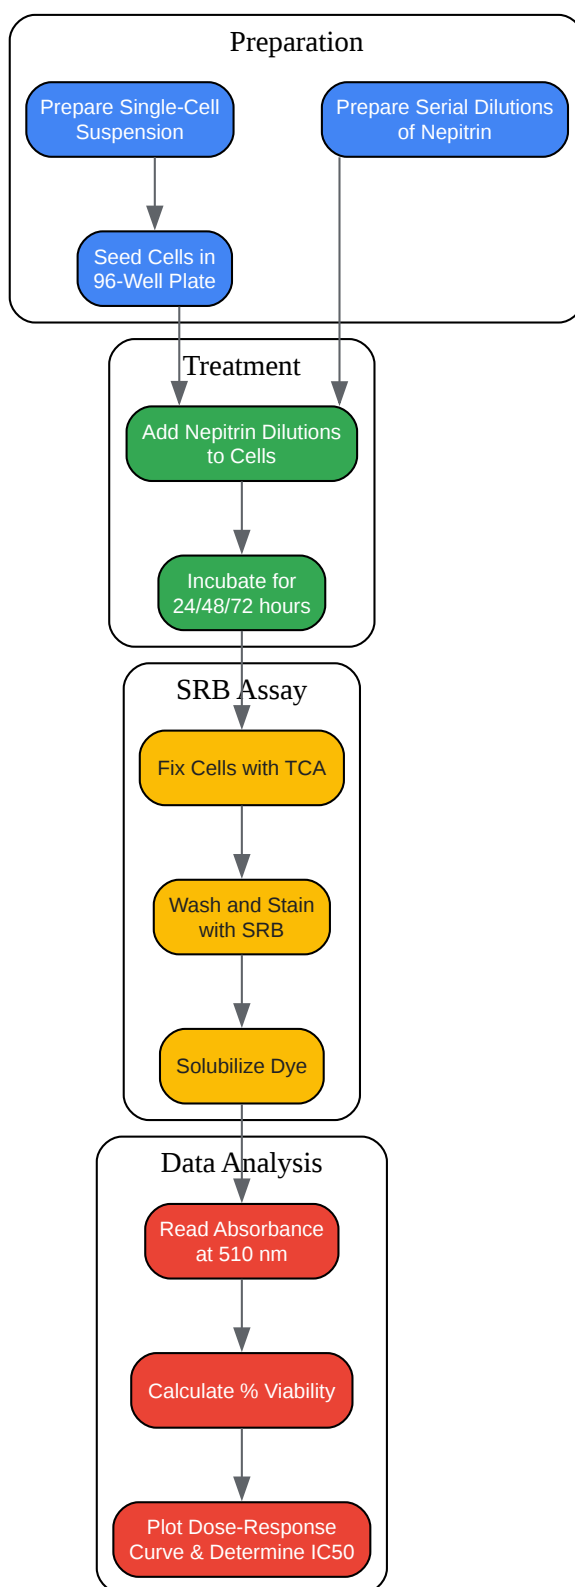 Preparation
Prepare Single-Cell
Suspension
Prepare Serial Dilutions
of Nepitrin
Seed Cells in
96-Well Plate
Treatment
Add Nepitrin Dilutions
to Cells
Incubate for
24/48/72 hours
SRB Assay
Fix Cells with TCA
Wash and Stain
with SRB
Solubilize Dye
Data Analysis
Read Absorbance
at 510 nm
Calculate % Viability
Plot Dose-Response
Curve & Determine IC50